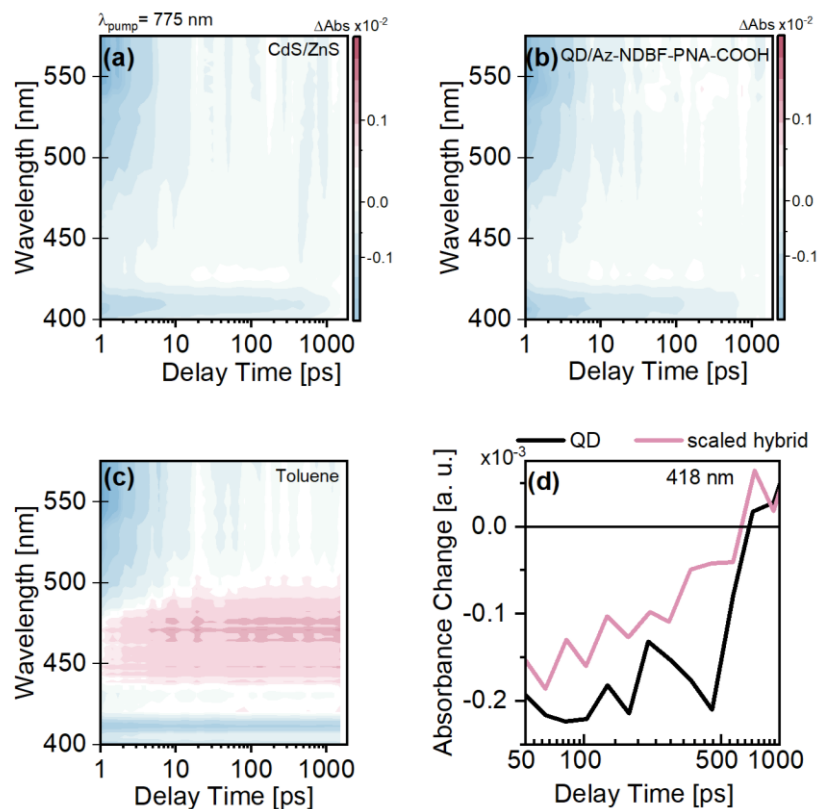 λpump= 775 nm
ΔAbs x10⁻²
(a)
CdS/ZnS
550
500
450
400
Wavelength [nm]
0.1
0.0
-0.1
1
10
100
1000
Delay Time [ps]
ΔAbs x10⁻²
(b)
QD/Az-NDBF-PNA-COOH
550
500
450
400
Wavelength [nm]
0.1
0.0
-0.1
1
10
100
1000
Delay Time [ps]
(c)
Toluene
550
500
450
400
Wavelength [nm]
1
10
100
1000
Delay Time [ps]
QD
scaled hybrid
x10⁻³
418 nm
(d)
0.0
-0.1
-0.2
Absorbance Change [a. u.]
50
100
500
1000
Delay Time [ps]